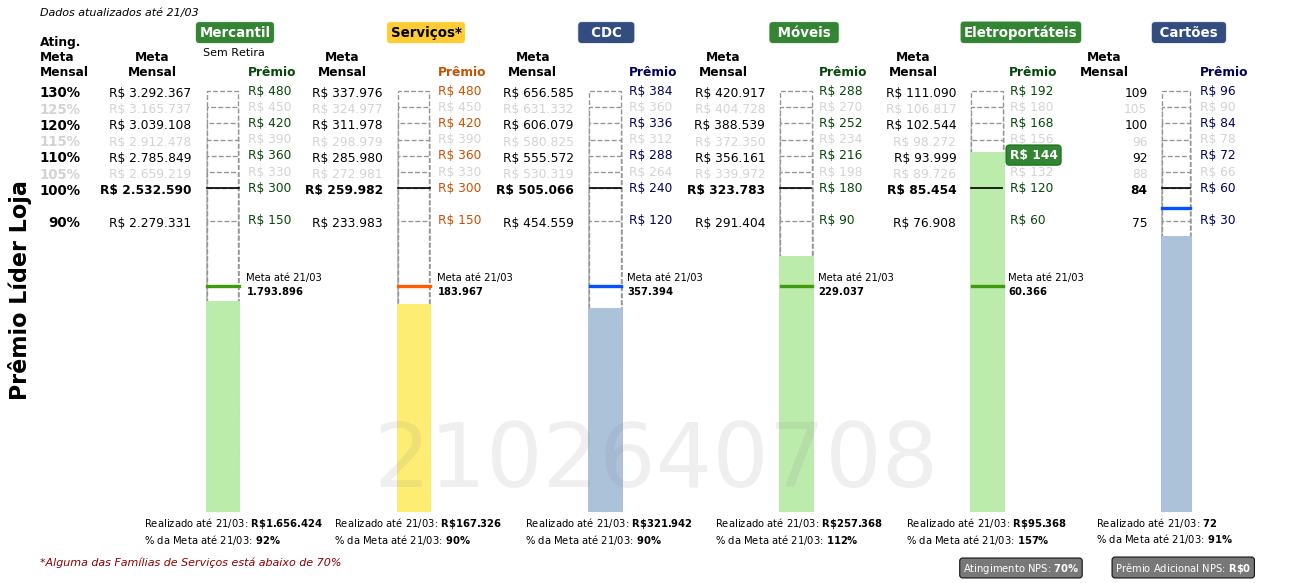 Dados atualizados até 21/03
Mercantil Serviços* CDC Móveis Eletroportáteis Cartões
Sem Retira
Ating. Meta Mensal Meta Mensal Prêmio Meta Mensal Prêmio Meta Mensal Prêmio Meta Mensal Prêmio Meta Mensal Prêmio Meta Mensal Prêmio
130% R$ 3.292.367 R$ 480 R$ 337.976 R$ 480 R$ 656.585 R$ 384 R$ 420.917 R$ 288 R$ 111.090 R$ 192 109 R$ 96
125% R$ 3.165.737 R$ 450 R$ 324.977 R$ 450 R$ 631.332 R$ 360 R$ 404.728 R$ 270 R$ 106.817 R$ 180 105 R$ 90
120% R$ 3.039.108 R$ 420 R$ 311.978 R$ 420 R$ 606.079 R$ 336 R$ 388.539 R$ 252 R$ 102.544 R$ 168 100 R$ 84
115% R$ 2.912.478 R$ 390 R$ 298.979 R$ 390 R$ 580.825 R$ 312 R$ 372.350 R$ 234 R$ 98.272 R$ 156 96 R$ 78
110% R$ 2.785.849 R$ 360 R$ 285.980 R$ 360 R$ 555.572 R$ 288 R$ 356.161 R$ 216 R$ 93.999 R$ 144 92 R$ 72
105% R$ 2.659.219 R$ 330 R$ 272.981 R$ 330 R$ 530.319 R$ 264 R$ 339.972 R$ 198 R$ 89.726 R$ 132 88 R$ 66
100% R$ 2.532.590 R$ 300 R$ 259.982 R$ 300 R$ 505.066 R$ 240 R$ 323.783 R$ 180 R$ 85.454 R$ 120 84 R$ 60
90% R$ 2.279.331 R$ 150 R$ 233.983 R$ 150 R$ 454.559 R$ 120 R$ 291.404 R$ 90 R$ 76.908 R$ 60 75 R$ 30
Prêmio Líder Loja
Meta até 21/03 Meta até 21/03 Meta até 21/03 Meta até 21/03 Meta até 21/03
1.793.896 183.967 357.394 229.037 60.366
2102640708
Realizado até 21/03: R$1.656.424 Realizado até 21/03: R$167.326 Realizado até 21/03: R$321.942 Realizado até 21/03: R$257.368 Realizado até 21/03: R$95.368 Realizado até 21/03: 72
% da Meta até 21/03: 92% % da Meta até 21/03: 90% % da Meta até 21/03: 90% % da Meta até 21/03: 112% % da Meta até 21/03: 157% % da Meta até 21/03: 91%
*Alguma das Famílias de Serviços está abaixo de 70% Atingimento NPS: 70% Prêmio Adicional NPS: R$0